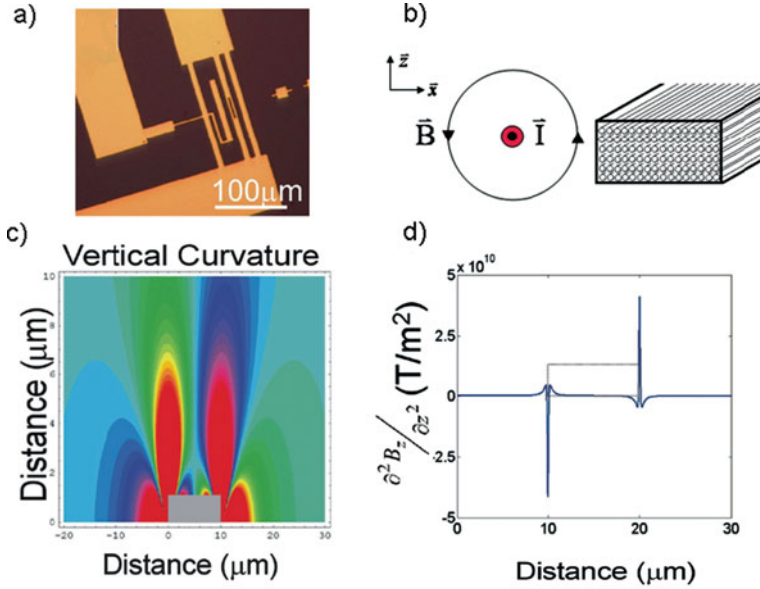 a)
100μm
b)
z⃗
x⃗
B⃗
I⃗
c)
Vertical Curvature
Distance (μm)
10
8
6
4
2
0
-20
-10
0
10
20
30
Distance (μm)
d)
5 x 10^10
2.5
0
-2.5
-5
∂²B_z/∂z² (T/m²)
0
10
20
30
Distance (μm)